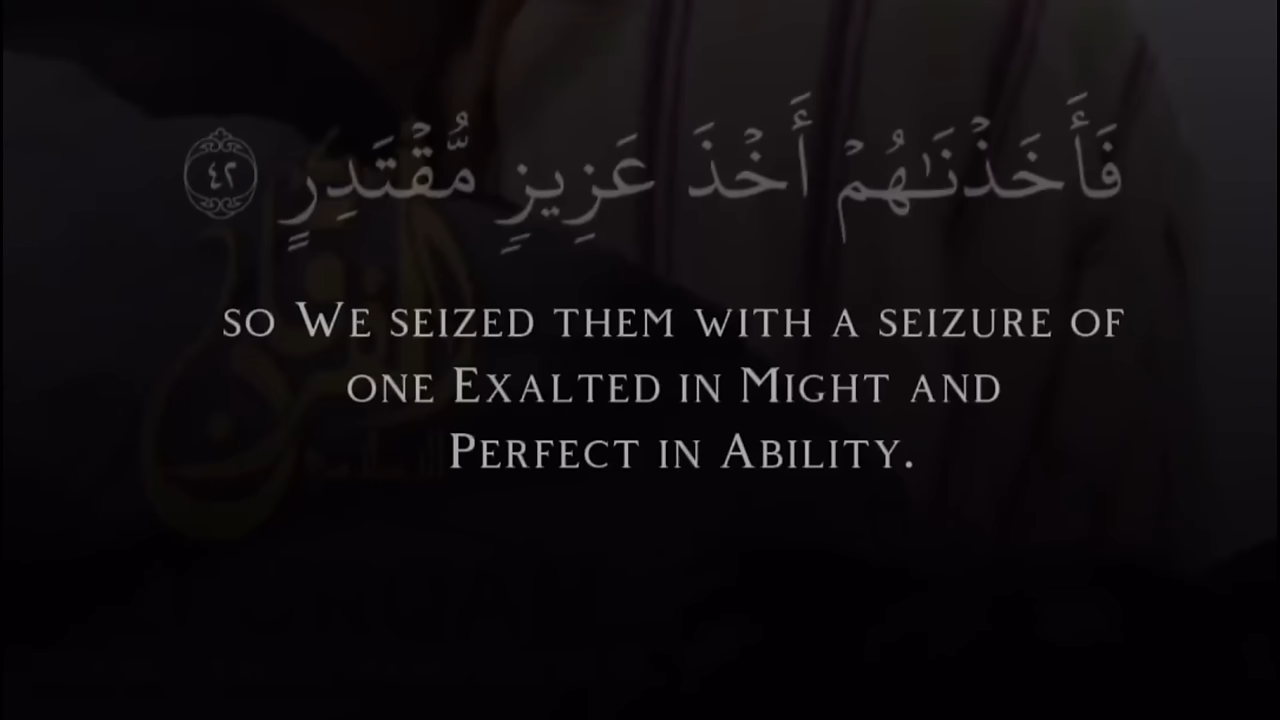 فَأَخَذۡنَـٰهُمۡ أَخۡذَ عَزِيزٍ مُّقۡتَدِرٍ ٤٢
so We seized them with a seizure of
one Exalted in Might and
Perfect in Ability.